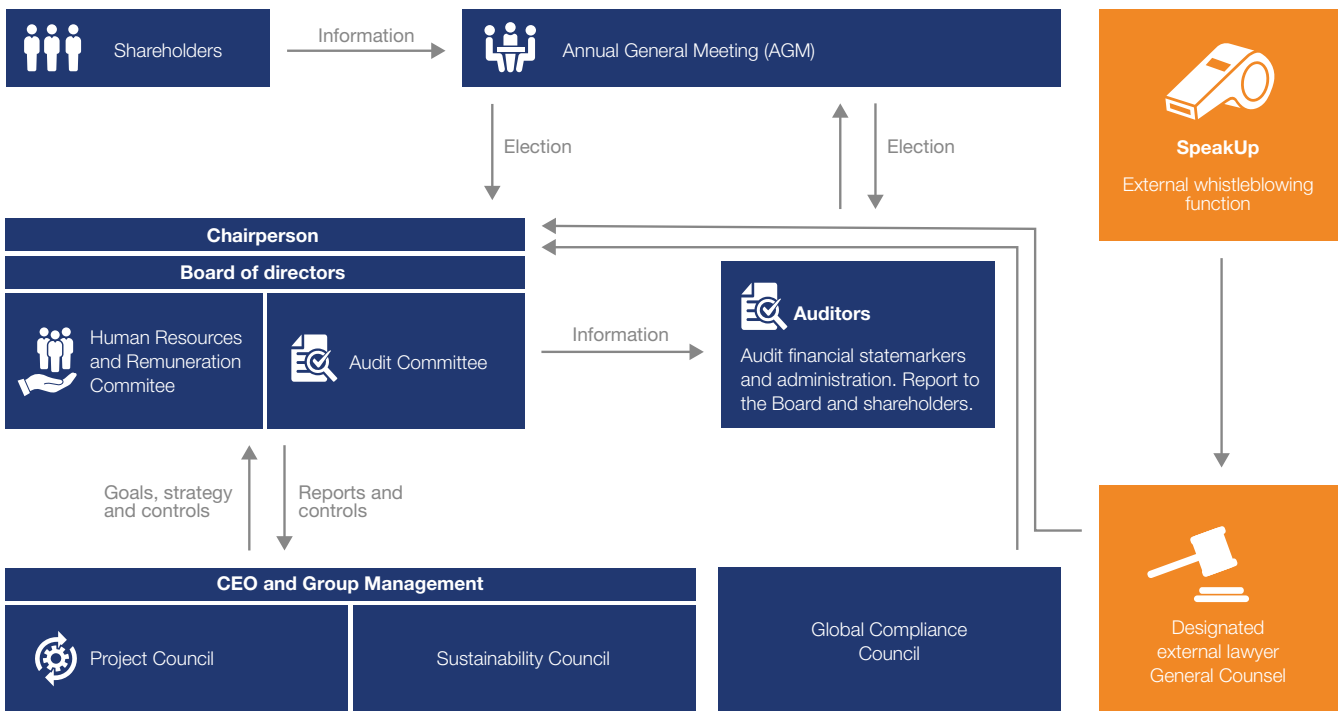 Shareholders
Information
Annual General Meeting (AGM)
Election
Election
SpeakUp
External whistleblowing
function
Chairperson
Board of directors
Human Resources
and Remuneration
Commitee
Audit Committee
Information
Auditors
Audit financial statemarkers
and administration. Report to
the Board and shareholders.
Goals, strategy
and controls
Reports and
controls
CEO and Group Management
Project Council
Sustainability Council
Global Compliance
Council
Designated
external lawyer
General Counsel